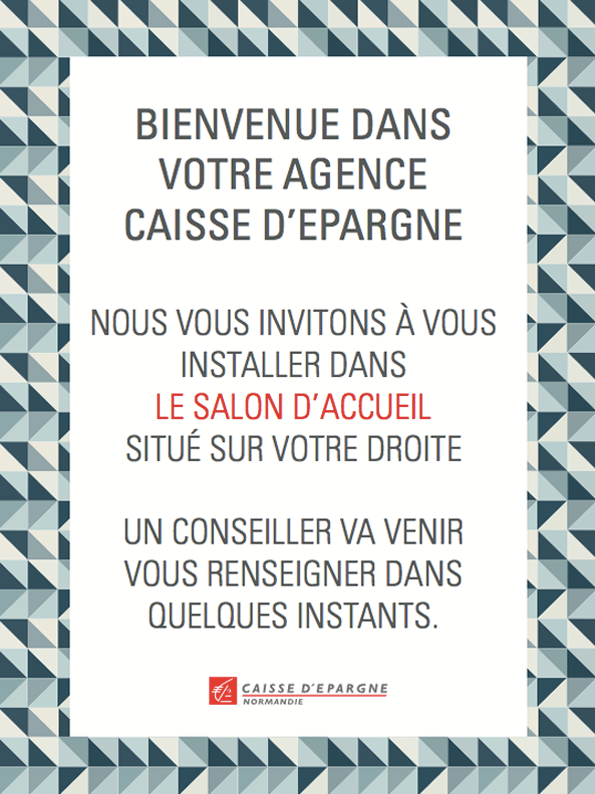 BIENVENUE DANS
VOTRE AGENCE
CAISSE D'EPARGNE
NOUS VOUS INVITONS À VOUS
INSTALLER DANS
LE SALON D'ACCUEIL
SITUÉ SUR VOTRE DROITE
UN CONSEILLER VA VENIR
VOUS RENSEIGNER DANS
QUELQUES INSTANTS.
CAISSE D'EPARGNE
NORMANDIE